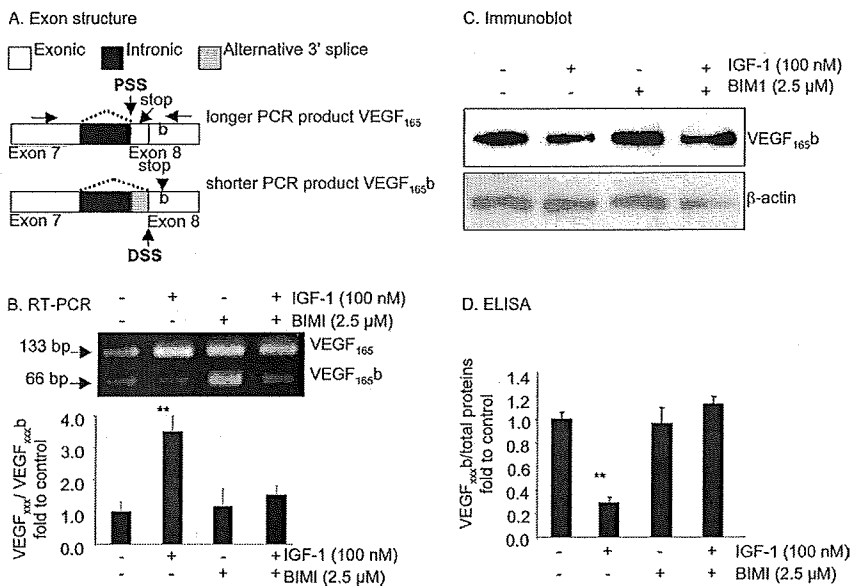 A. Exon structure
Exonic Intronic Alternative 3' splice
PSS
stop
longer PCR product VEGF₁₆₅
b
Exon 7 Exon 8
stop
shorter PCR product VEGF₁₆₅b
b
Exon 7 Exon 8
DSS
B. RT-PCR
- + - + IGF-1 (100 nM)
- - + + BIMI (2.5 µM)
133 bp VEGF₁₆₅
66 bp VEGF₁₆₅b
VEGFₓₓₓ/ VEGFₓₓₓb
fold to control
4.0
3.0
2.0
1.0
0.0
**
- + - + IGF-1 (100 nM)
- - + + BIMI (2.5 µM)
C. Immunoblot
- + - + IGF-1 (100 nM)
- - + + BIM1 (2.5 µM)
VEGF₁₆₅b
β-actin
D. ELISA
VEGFₓₓₓb/total proteins
fold to control
1.4
1.2
1.0
0.8
0.6
0.4
0.2
0.0
**
- + - + IGF-1 (100 nM)
- - + + BIMI (2.5 µM)